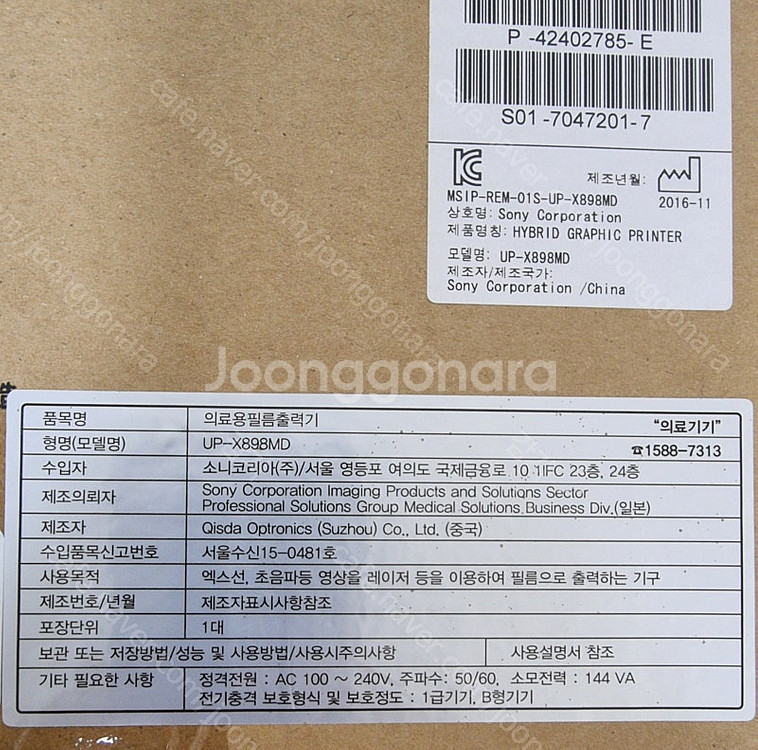 P -42402785- E
S01 -7047201- 7
제조년월:
MSIP-REM-01S-UP-X898MD
2016-11
상호명: Sony Corporation
제품명칭: HYBRID GRAPHIC PRINTER
모델명: UP-X898MD
제조자/제조국가:
Sony Corporation /China
Joonggonara
품목명 의료용필름출력기 "의료기기"
형명(모델명) UP-X898MD ☎1588-7313
수입자 소니코리아(주)/서울 영등포 여의도 국제금융로 10 1IFC 23층, 24층
제조의뢰자 Sony Corporation Imaging Products and Solutions Sector
Professional Solutions Group Medical Solutions Business Div.(일본)
제조자 Qisda Optronics (Suzhou) Co., Ltd. (중국)
수입품목신고번호 서울수신15-0481호
사용목적 엑스선, 초음파등 영상을 레이저 등을 이용하여 필름으로 출력하는 기구
제조번호/년월 제조자표시사항참조
포장단위 1대
보관 또는 저장방법/성능 및 사용방법/사용시주의사항 사용설명서 참조
기타 필요한 사항 정격전원 : AC 100 ~ 240V, 주파수: 50/60, 소모전력 : 144 VA
전기충격 보호형식 및 보호정도 : 1급기기, B형기기